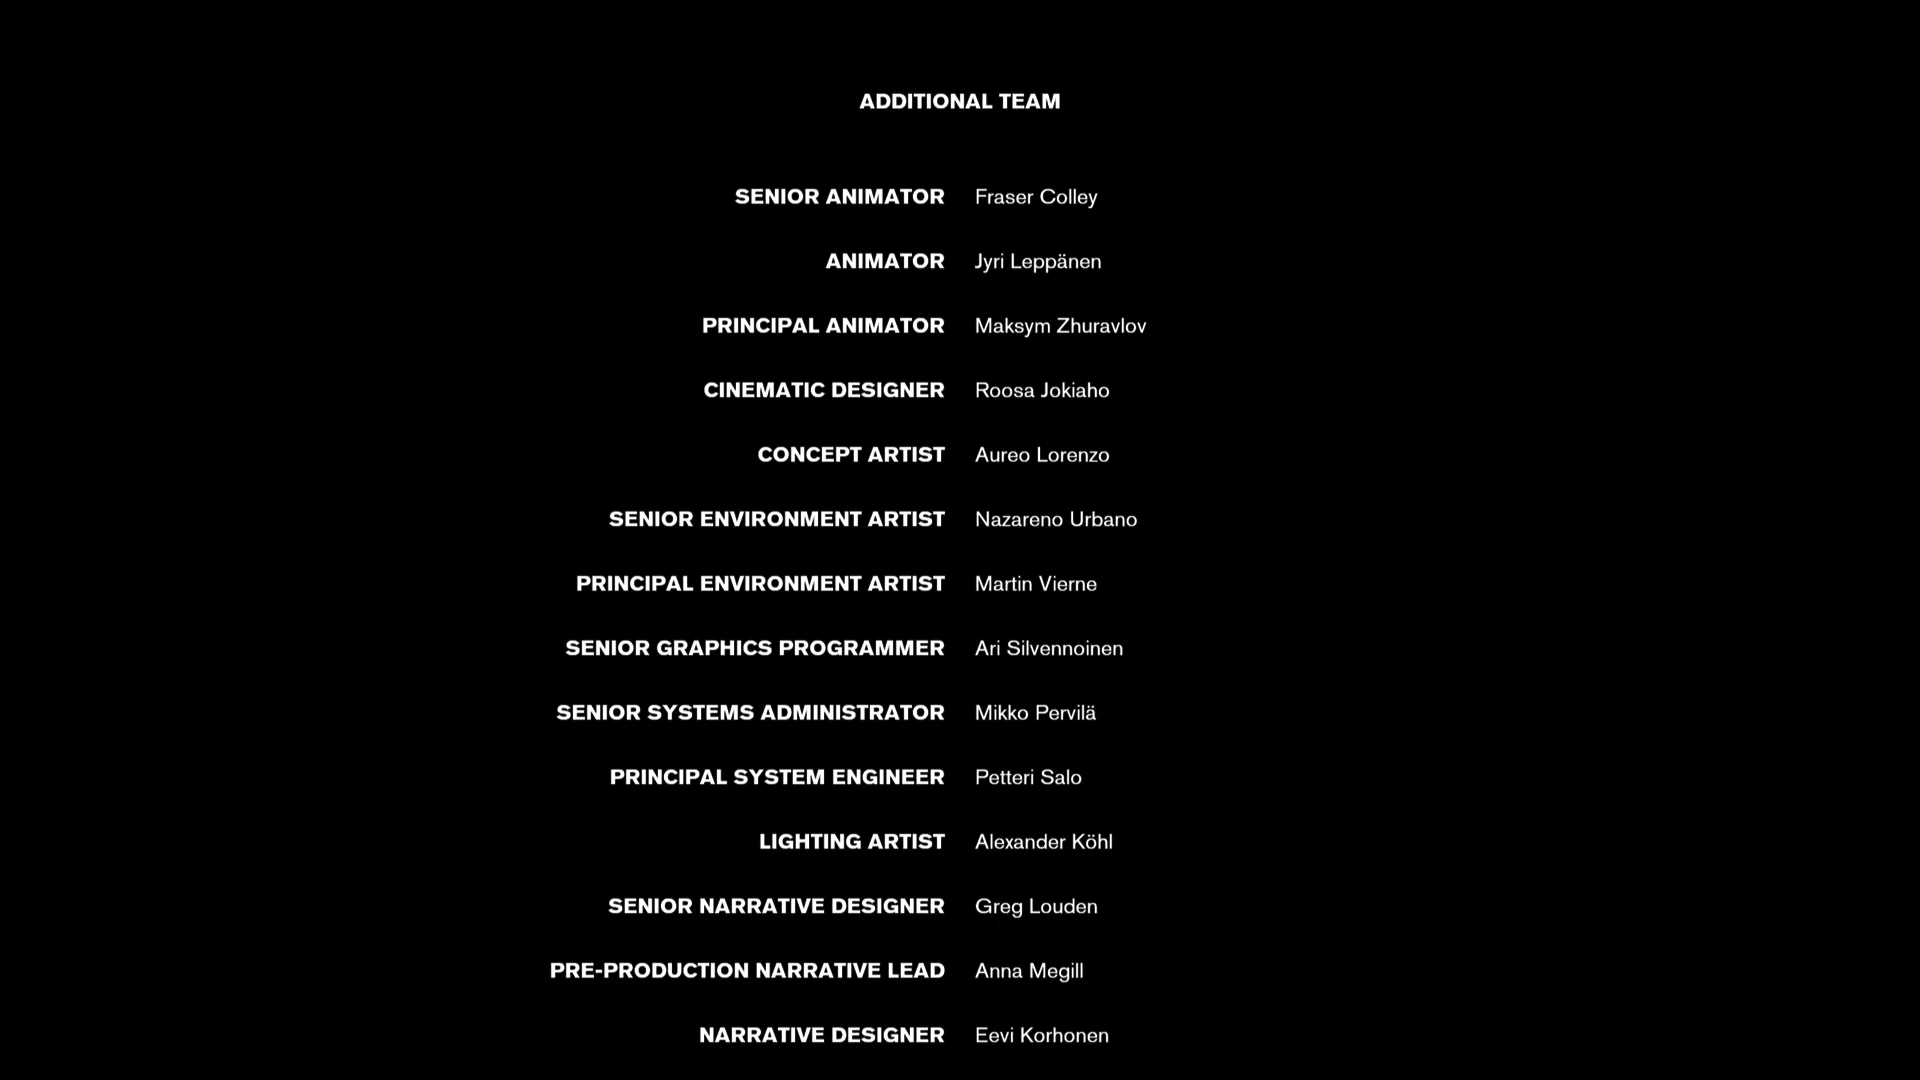 ADDITIONAL TEAM
SENIOR ANIMATOR Fraser Colley
ANIMATOR Jyri Leppänen
PRINCIPAL ANIMATOR Maksym Zhuravlov
CINEMATIC DESIGNER Roosa Jokiaho
CONCEPT ARTIST Aureo Lorenzo
SENIOR ENVIRONMENT ARTIST Nazareno Urbano
PRINCIPAL ENVIRONMENT ARTIST Martin Vierne
SENIOR GRAPHICS PROGRAMMER Ari Silvennoinen
SENIOR SYSTEMS ADMINISTRATOR Mikko Pervilä
PRINCIPAL SYSTEM ENGINEER Petteri Salo
LIGHTING ARTIST Alexander Köhl
SENIOR NARRATIVE DESIGNER Greg Louden
PRE-PRODUCTION NARRATIVE LEAD Anna Megill
NARRATIVE DESIGNER Eevi Korhonen